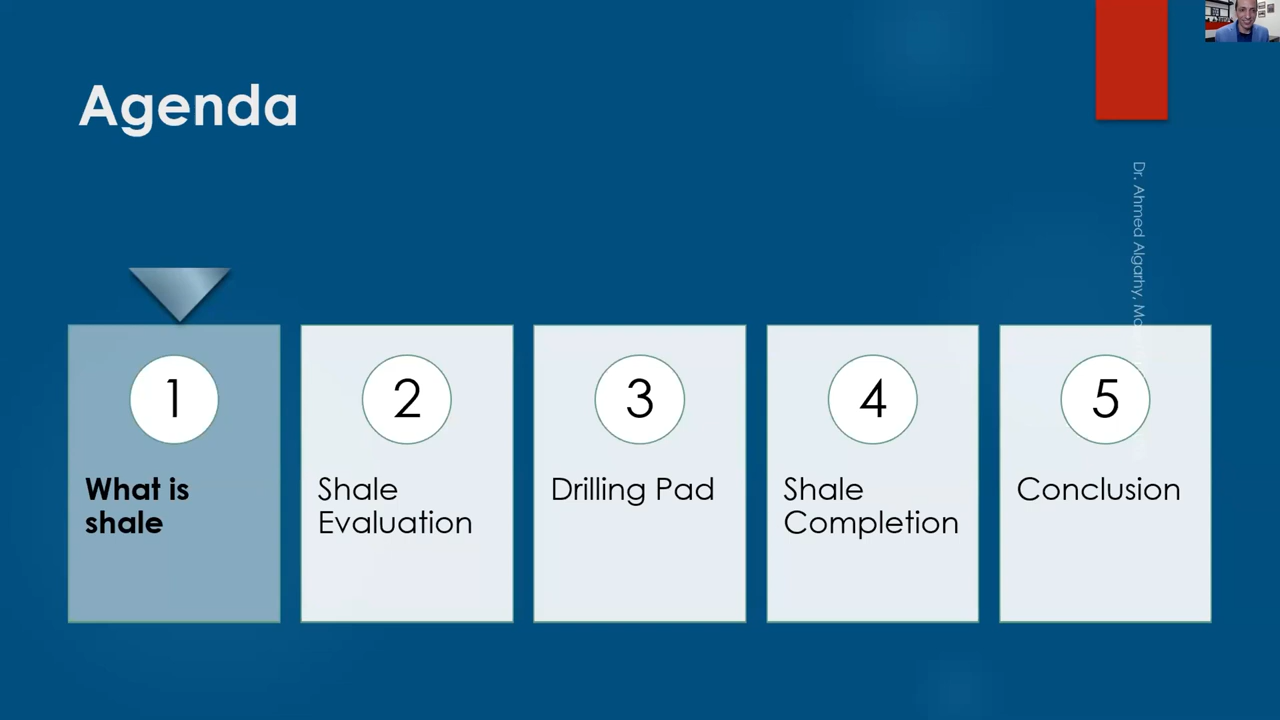 Agenda
Dr. Ahmed Algarhy,
1
What is
shale
2
Shale
Evaluation
3
Drilling Pad
4
Shale
Completion
5
Conclusion